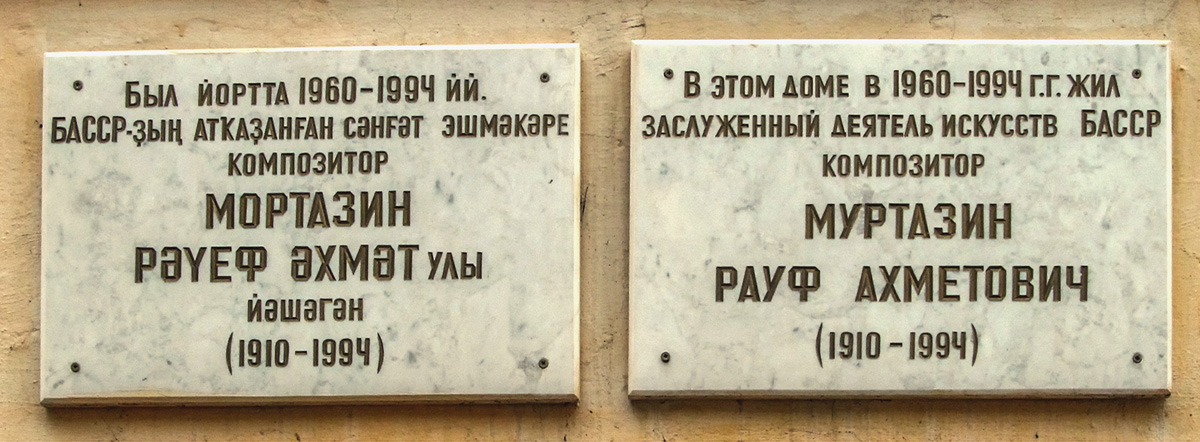 Был йортта 1960-1994 йй.
БАССР-ҙың атҡаҙанған сәнғәт эшмәкәре
композитор
МОРТАЗИН
РӘҮЕФ ӘХМӘТ улы
йәшәгән
(1910-1994)
В этом доме в 1960-1994 г.г. жил
заслуженный деятель искусств БАССР
композитор
МУРТАЗИН
РАУФ АХМЕТОВИЧ
(1910-1994)